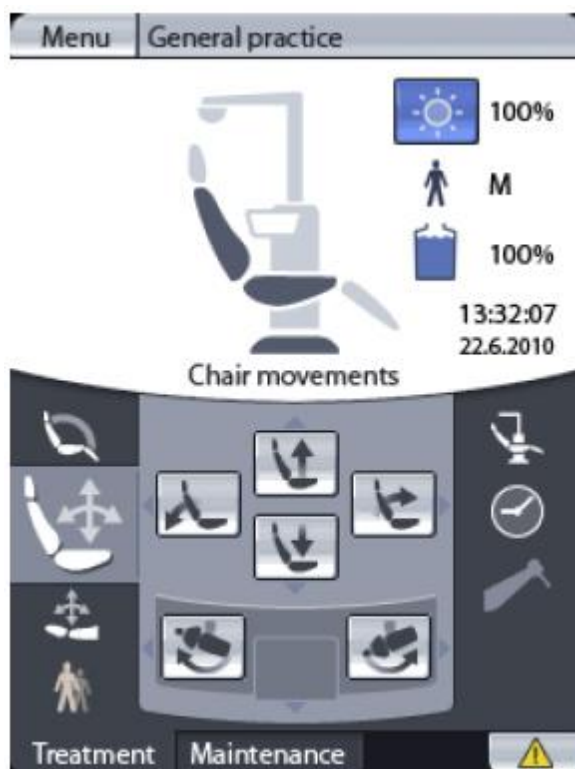 Menu General practice
100%
M
100%
13:32:07
22.6.2010
Chair movements
Treatment Maintenance